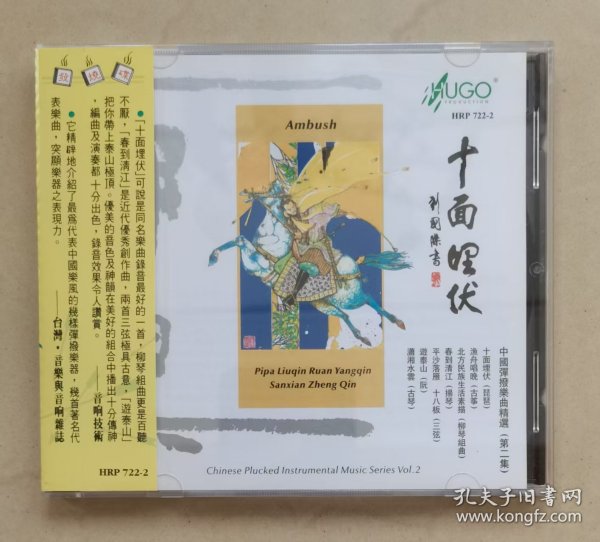 發燒碟
●「十面埋伏」可說是同名樂曲錄音最好的一首，柳琴組曲更是百聽
不厭，「春到清江」是近代優秀創作曲，兩首三弦極具古意，「遊泰山」
把你帶上泰山極頂。優美的音色及神韻在美好的組合中播出十分傳神
，編曲及演奏都十分出色，錄音效果令人讚賞。
——音响技術
●它精辟地介紹了最為代表中國樂風的幾樣彈撥樂器，幾首著名代
表樂曲，突顯樂器之表現力。
——台灣·音樂與音响雜誌
HRP 722-2
HUGO®
PRODUCTION
HRP 722-2
Ambush
十面埋伏
Pipa Liuqin Ruan Yangqin
Sanxian Zheng Qin
中國彈撥樂曲精選（第二集）
十面埋伏（琵琶）
漁舟唱晚（古箏）
北方民族生活素描（柳琴組曲）
春到清江（揚琴）
平沙落雁 十八板（三弦）
遊泰山（阮）
瀟湘水雲（古琴）
Chinese Plucked Instrumental Music Series Vol.2
孔夫子旧书网
www.kongfz.com